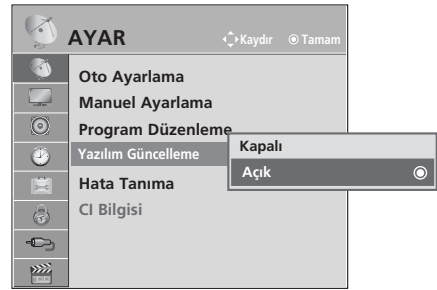 AYAR
Kaydır Tamam
Oto Ayarlama
Manuel Ayarlama
Program Düzenleme
Yazılım Güncelleme
Kapalı
Açık
Hata Tanıma
CI Bilgisi